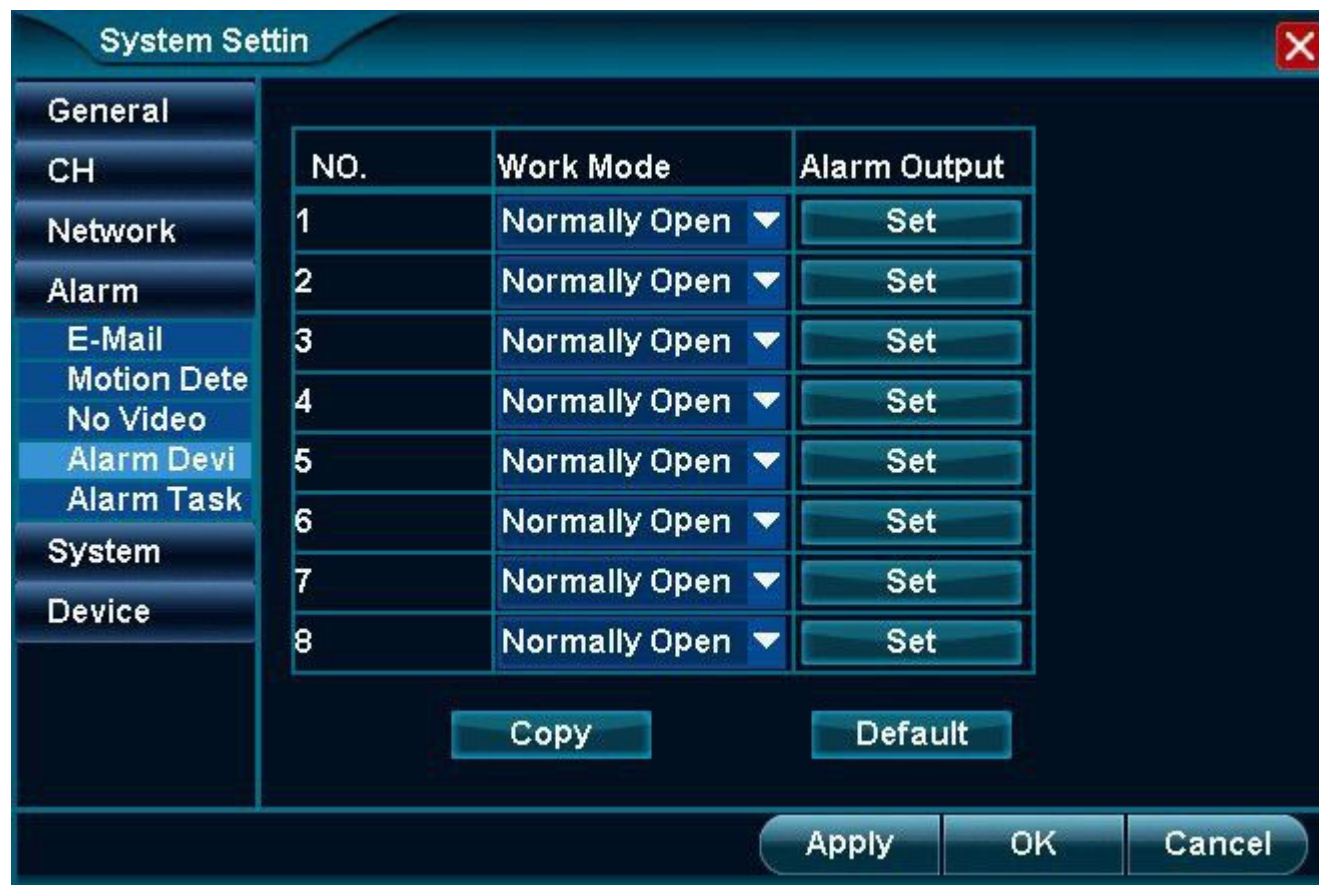 System Settin
General
CH
Network
Alarm
E-Mail
Motion Dete
No Video
Alarm Devi
Alarm Task
System
Device
NO. Work Mode Alarm Output
1 Normally Open Set
2 Normally Open Set
3 Normally Open Set
4 Normally Open Set
5 Normally Open Set
6 Normally Open Set
7 Normally Open Set
8 Normally Open Set
Copy Default
Apply OK Cancel